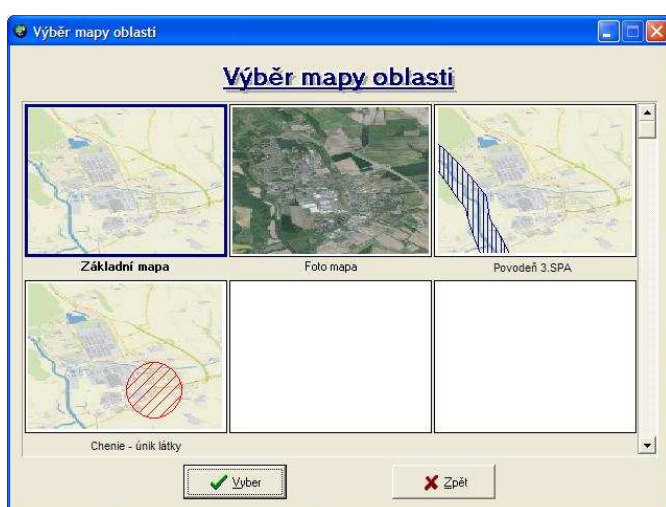 Výběr mapy oblasti
Výběr mapy oblasti
Základní mapa
Foto mapa
Povodeň 3.SPA
Chenie - únik látky
Vyber
Zpět